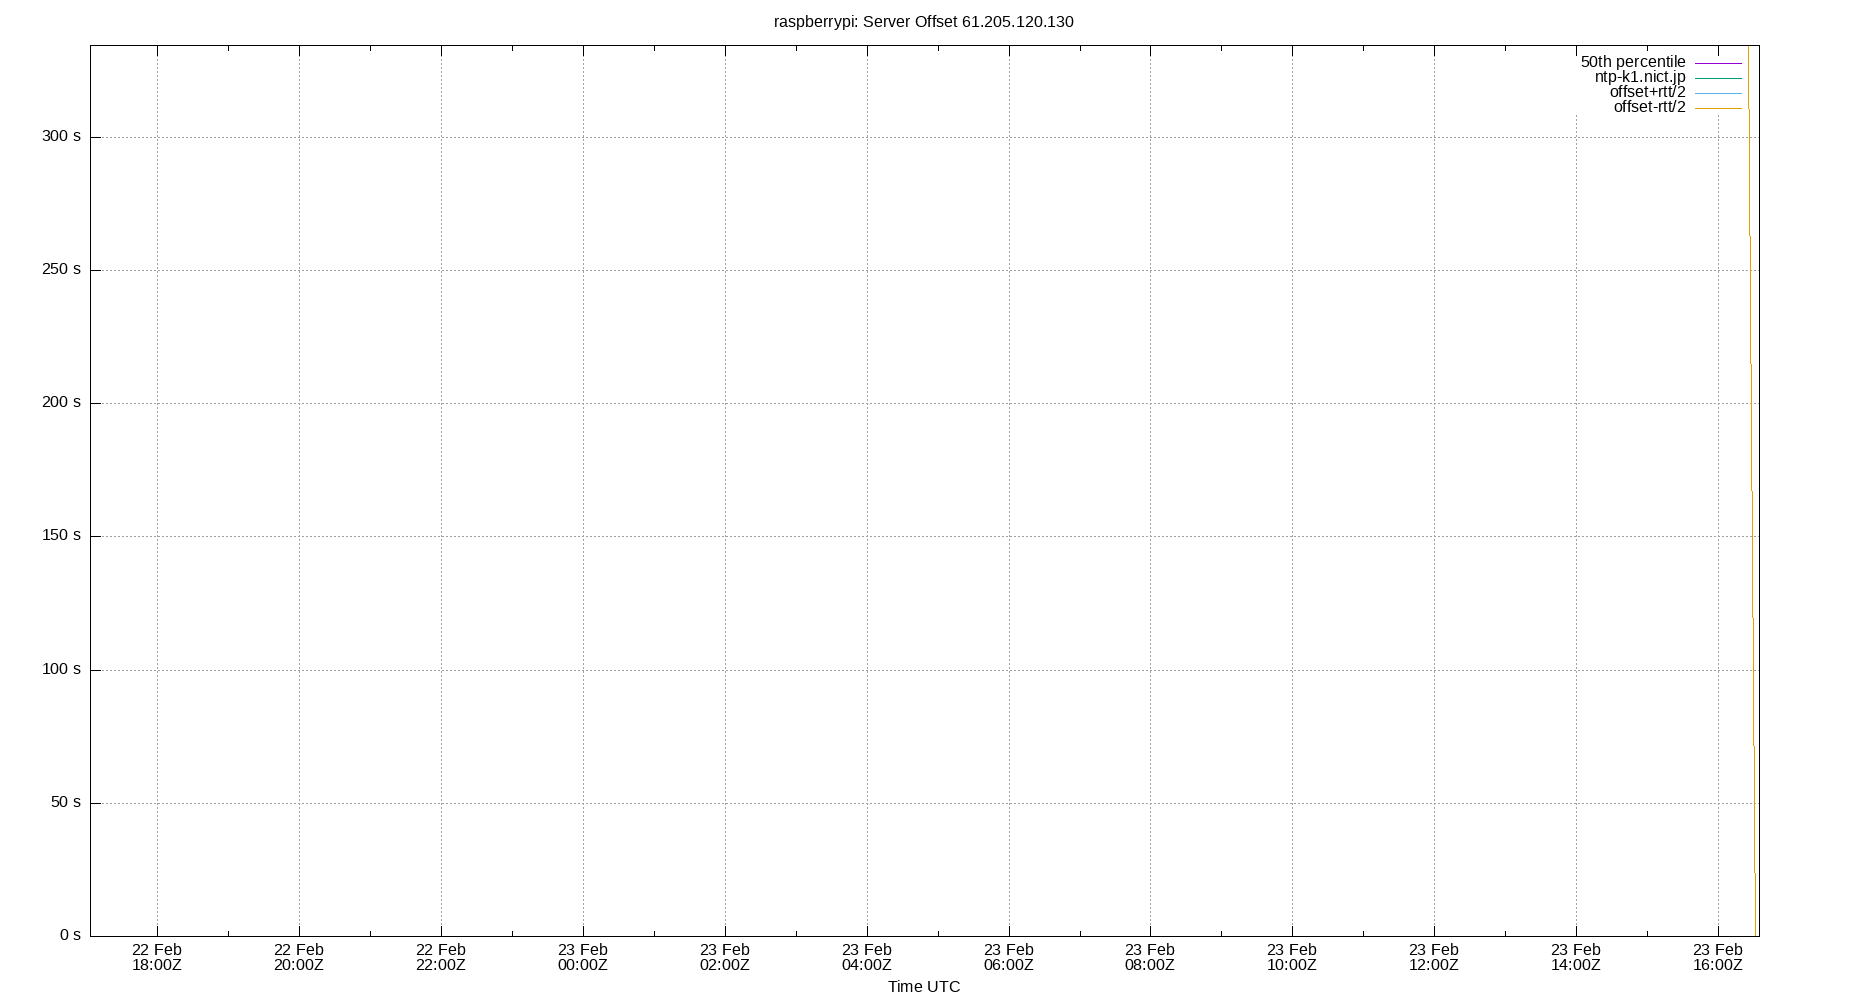 raspberrypi: Server Offset 61.205.120.130
50th percentile
ntp-k1.nict.jp
offset+rtt/2
offset-rtt/2
300 s
250 s
200 s
150 s
100 s
50 s
0 s
22 Feb 22 Feb 22 Feb 23 Feb 23 Feb 23 Feb 23 Feb 23 Feb 23 Feb 23 Feb 23 Feb 23 Feb
18:00Z 20:00Z 22:00Z 00:00Z 02:00Z 04:00Z 06:00Z 08:00Z 10:00Z 12:00Z 14:00Z 16:00Z
Time UTC